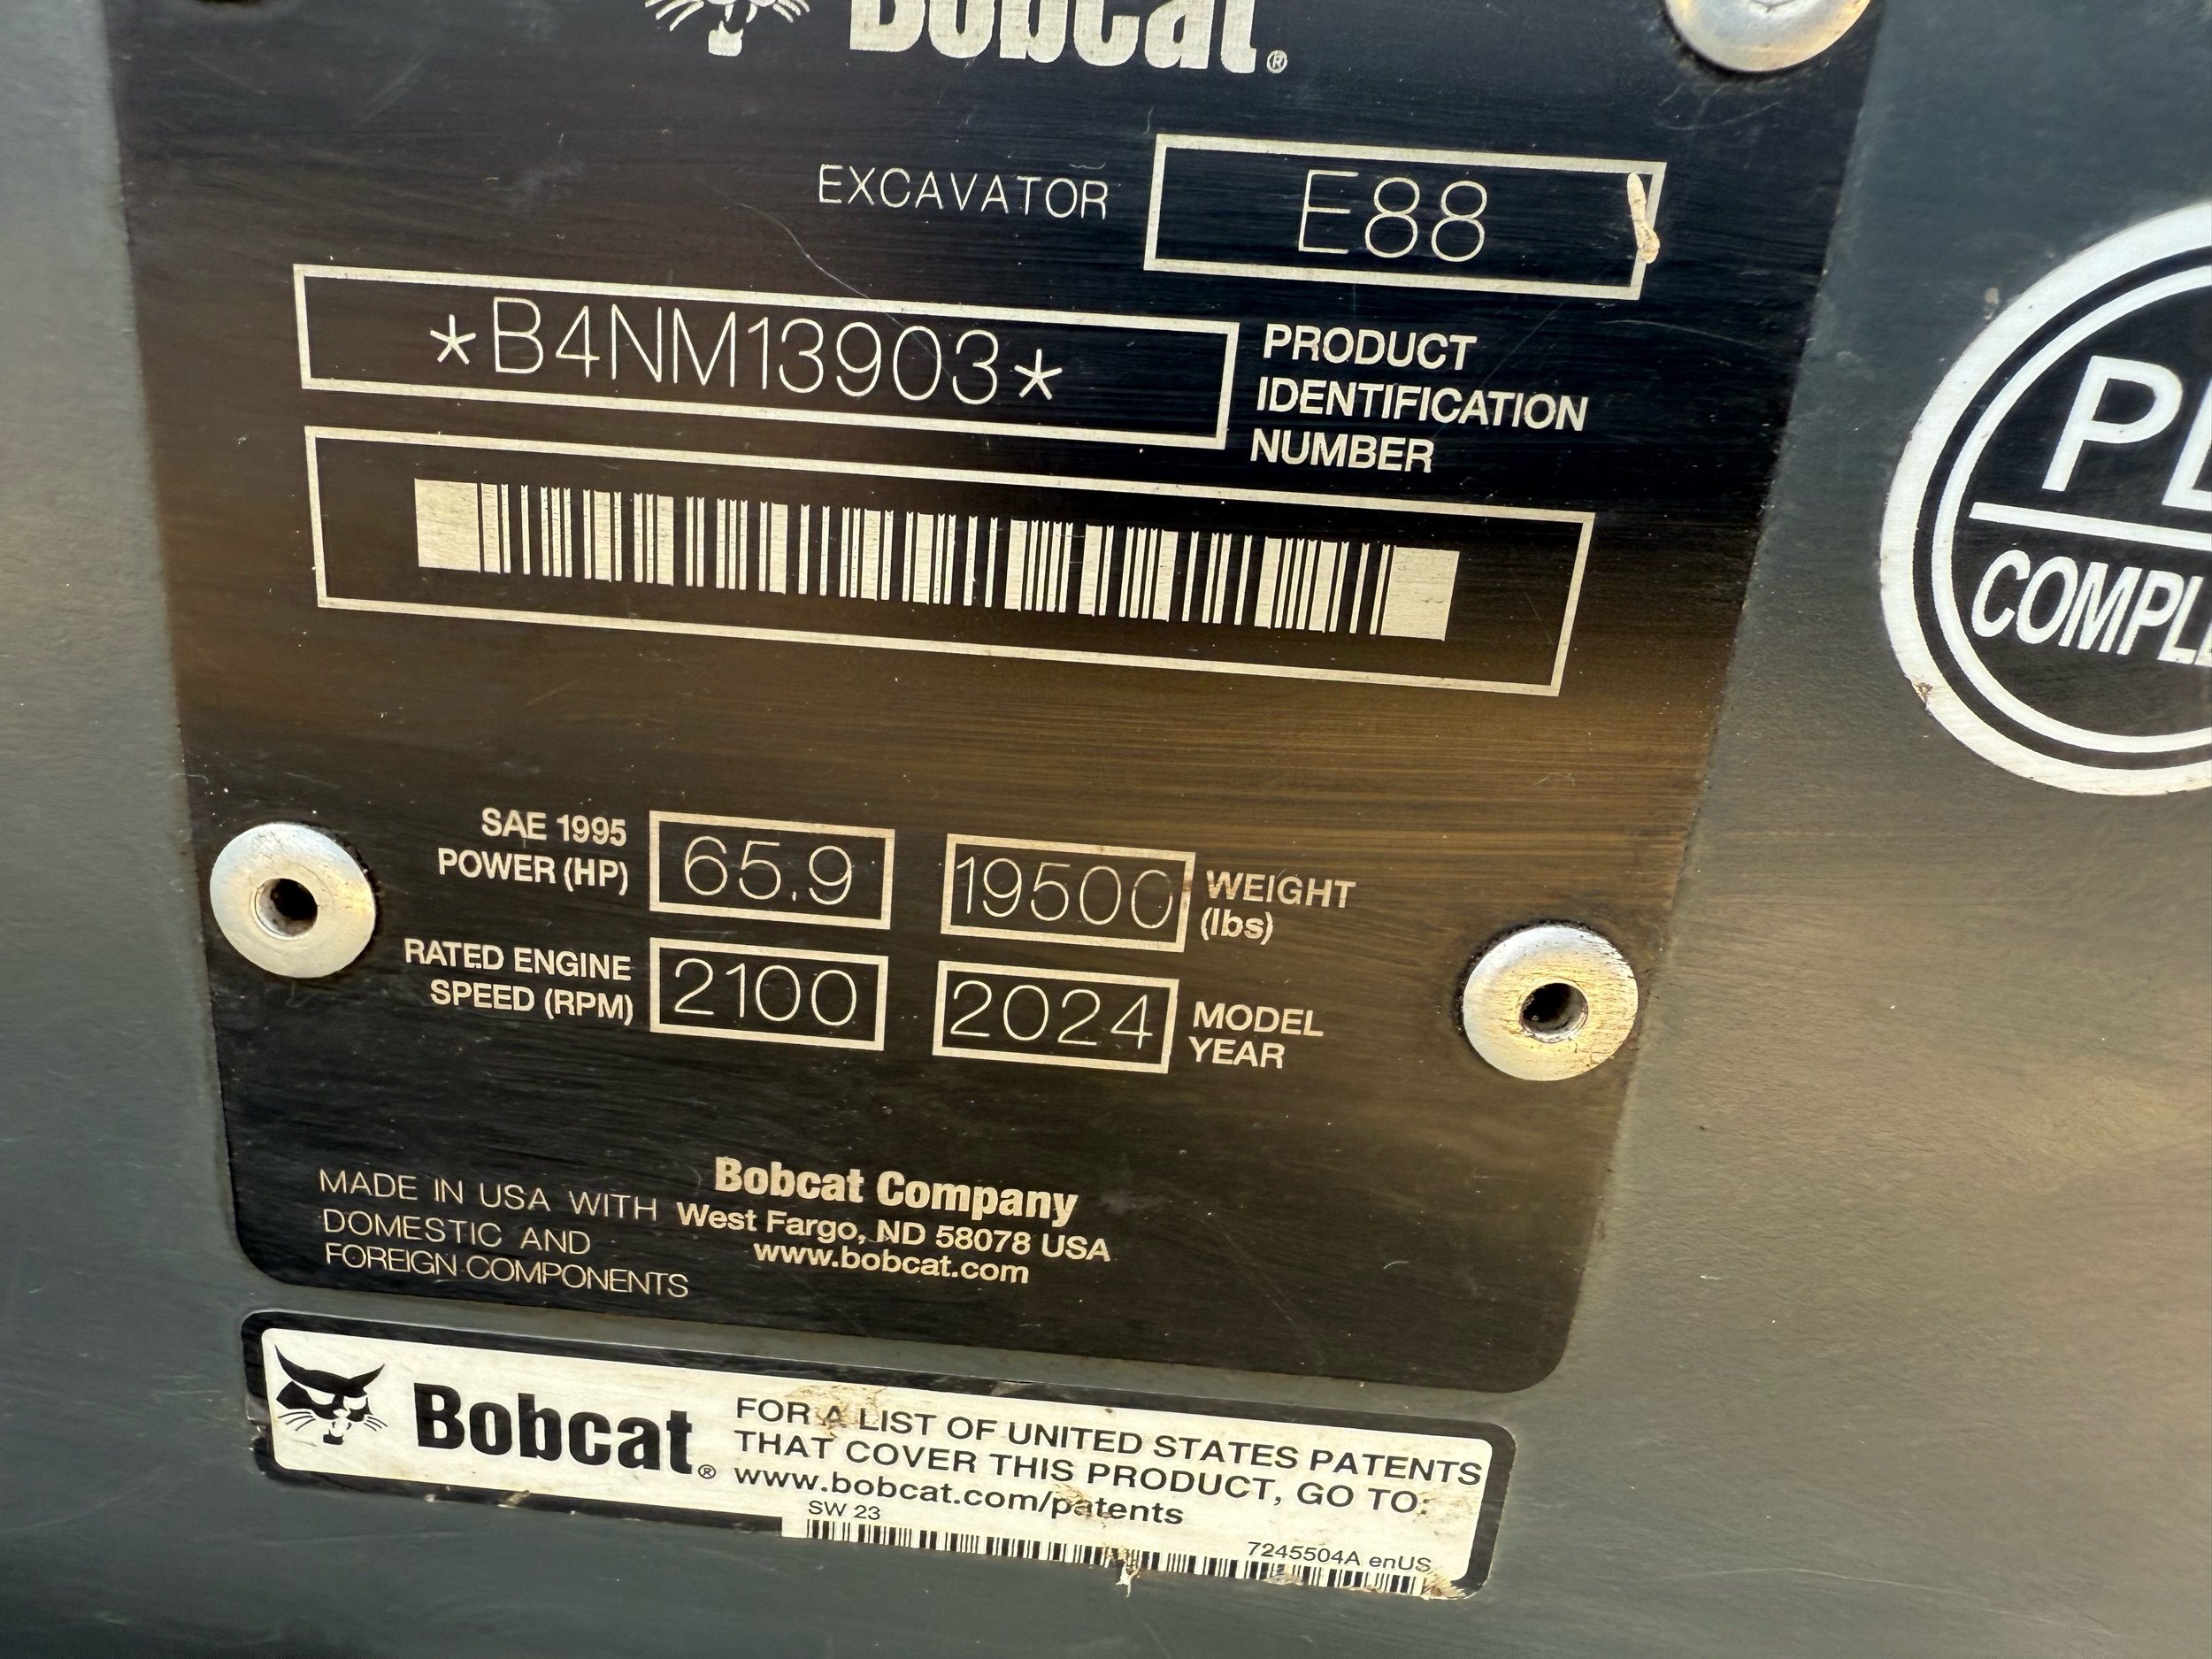 Bobcat®
EXCAVATOR E88
*B4NM13903*
PRODUCT
IDENTIFICATION
NUMBER
SAE 1995
POWER (HP)
65.9
19500
WEIGHT
(lbs)
RATED ENGINE
SPEED (RPM)
2100
2024
MODEL
YEAR
MADE IN USA WITH
DOMESTIC AND
FOREIGN COMPONENTS
Bobcat Company
West Fargo, ND 58078 USA
www.bobcat.com
Bobcat®
FOR A LIST OF UNITED STATES PATENTS
THAT COVER THIS PRODUCT, GO TO:
www.bobcat.com/patents
SW 23
7245504A enUS